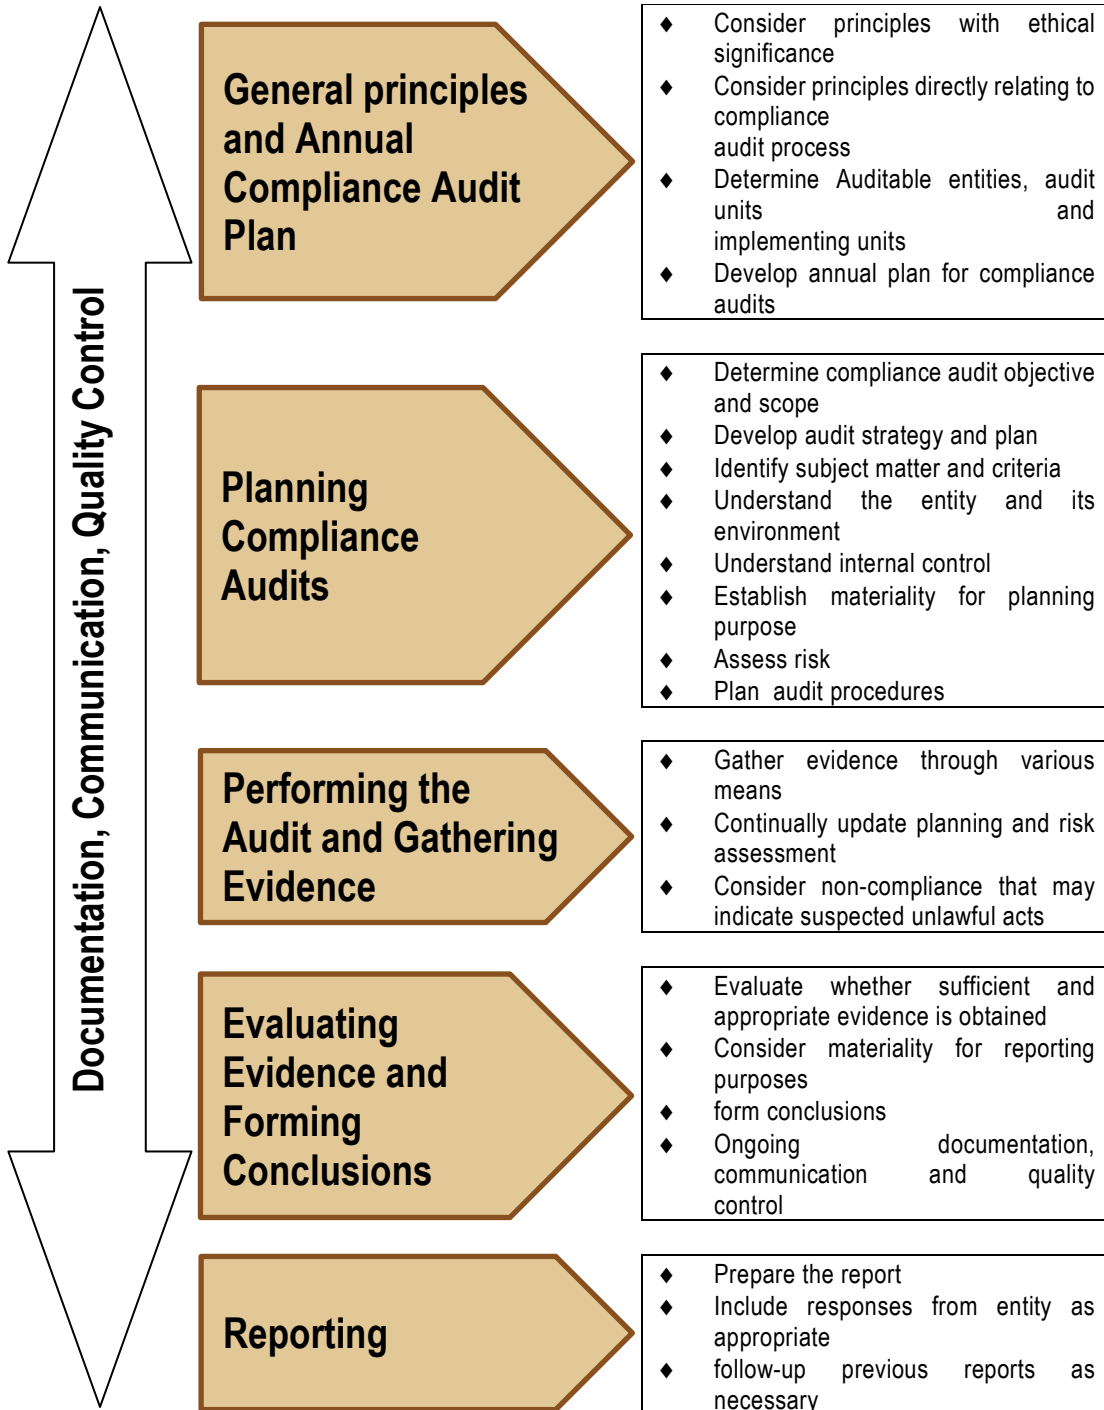 Documentation, Communication, Quality Control
General principles
and Annual
Compliance Audit
Plan
♦ Consider principles with ethical
significance
♦ Consider principles directly relating to
compliance
audit process
♦ Determine Auditable entities, audit
units and
implementing units
♦ Develop annual plan for compliance
audits
Planning
Compliance
Audits
♦ Determine compliance audit objective
and scope
♦ Develop audit strategy and plan
♦ Identify subject matter and criteria
♦ Understand the entity and its
environment
♦ Understand internal control
♦ Establish materiality for planning
purpose
♦ Assess risk
♦ Plan audit procedures
Performing the
Audit and Gathering
Evidence
♦ Gather evidence through various
means
♦ Continually update planning and risk
assessment
♦ Consider non-compliance that may
indicate suspected unlawful acts
Evaluating
Evidence and
Forming
Conclusions
♦ Evaluate whether sufficient and
appropriate evidence is obtained
♦ Consider materiality for reporting
purposes
♦ form conclusions
♦ Ongoing documentation,
communication and quality
control
Reporting
♦ Prepare the report
♦ Include responses from entity as
appropriate
♦ follow-up previous reports as
necessary